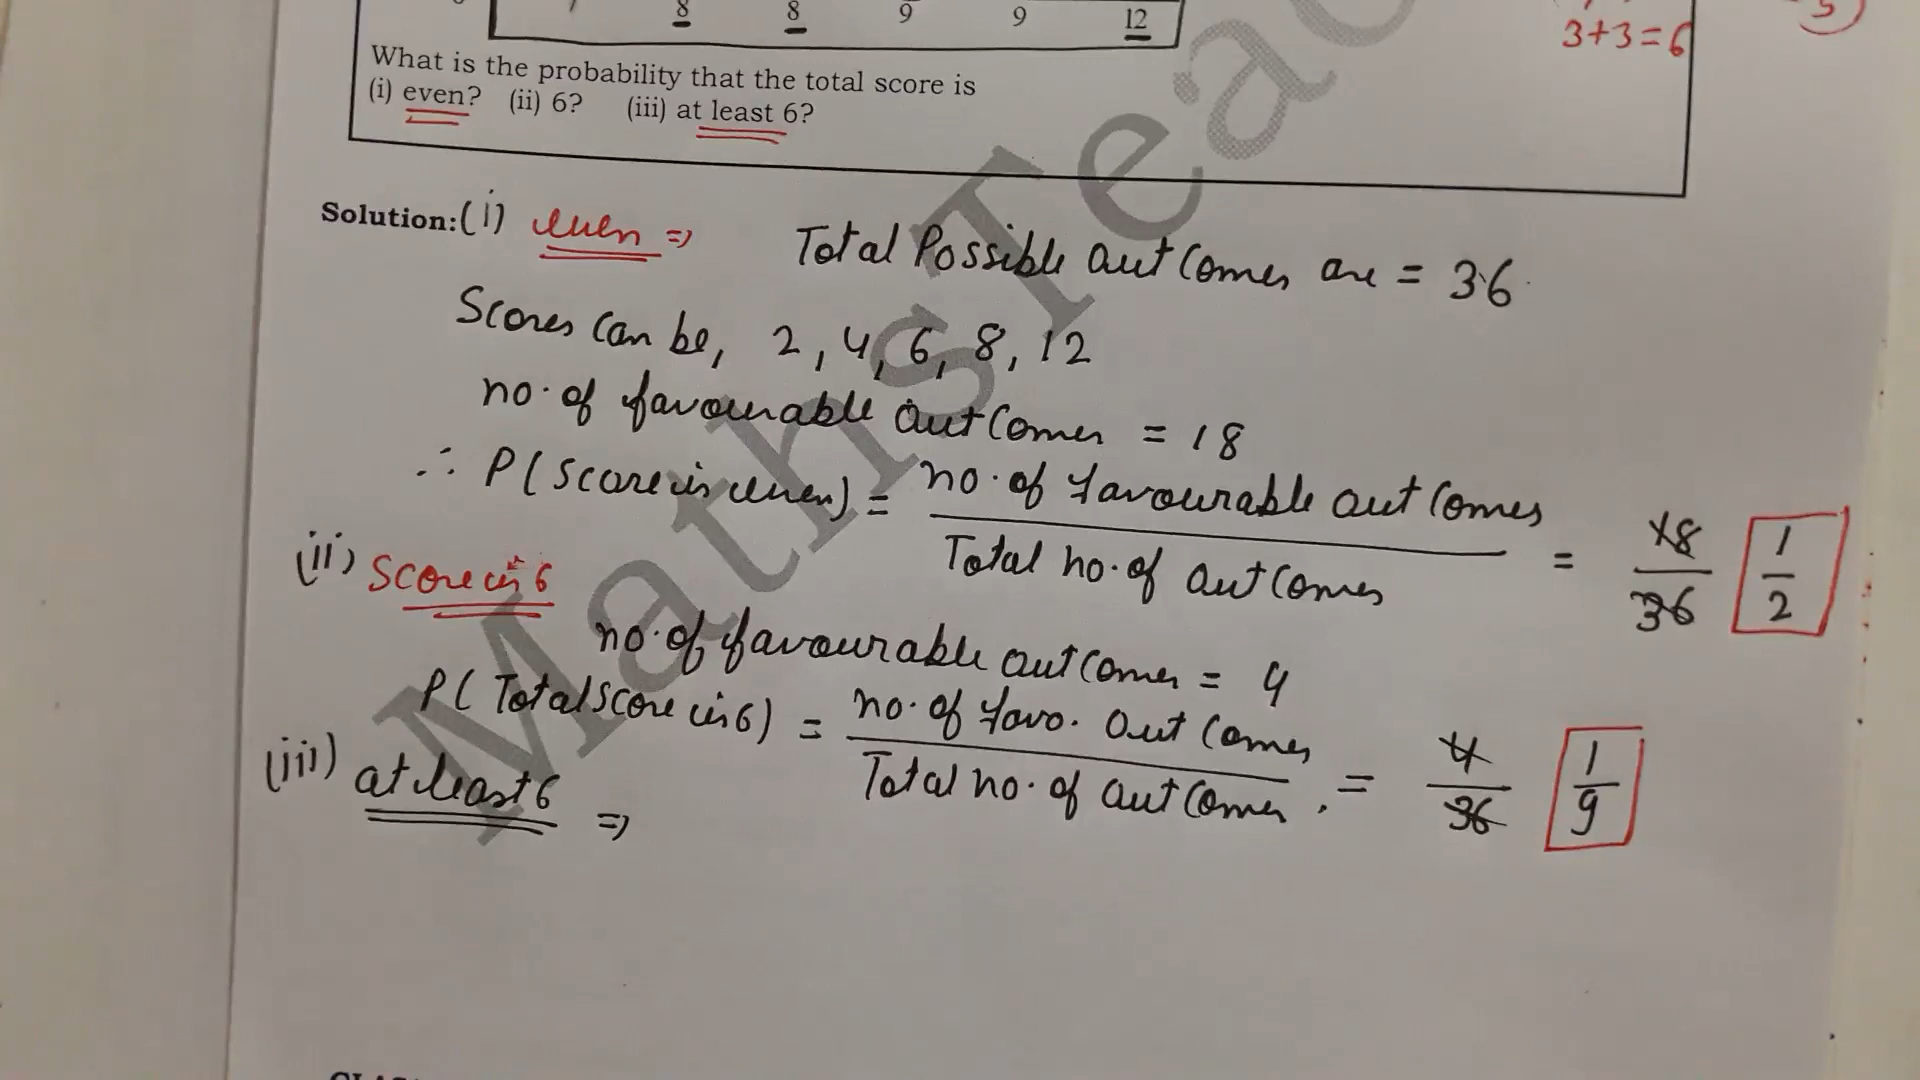 8 8 9 9 12
3+3=6
What is the probability that the total score is
(i) even? (ii) 6? (iii) at least 6?
Solution:(i) even ⇒ Total Possible outcomes are = 36
Scores can be, 2, 4, 6, 8, 12
no. of favourable outcomes = 18
∴ P(score is even) = no. of favourable outcomes / Total no. of outcomes = 18/36 1/2
(ii) Score is 6
no. of favourable outcomes = 4
P(Total score is 6) = no. of favo. outcomes / Total no. of outcomes. = 4/36 1/9
(iii) at least 6 ⇒
Maths Teac